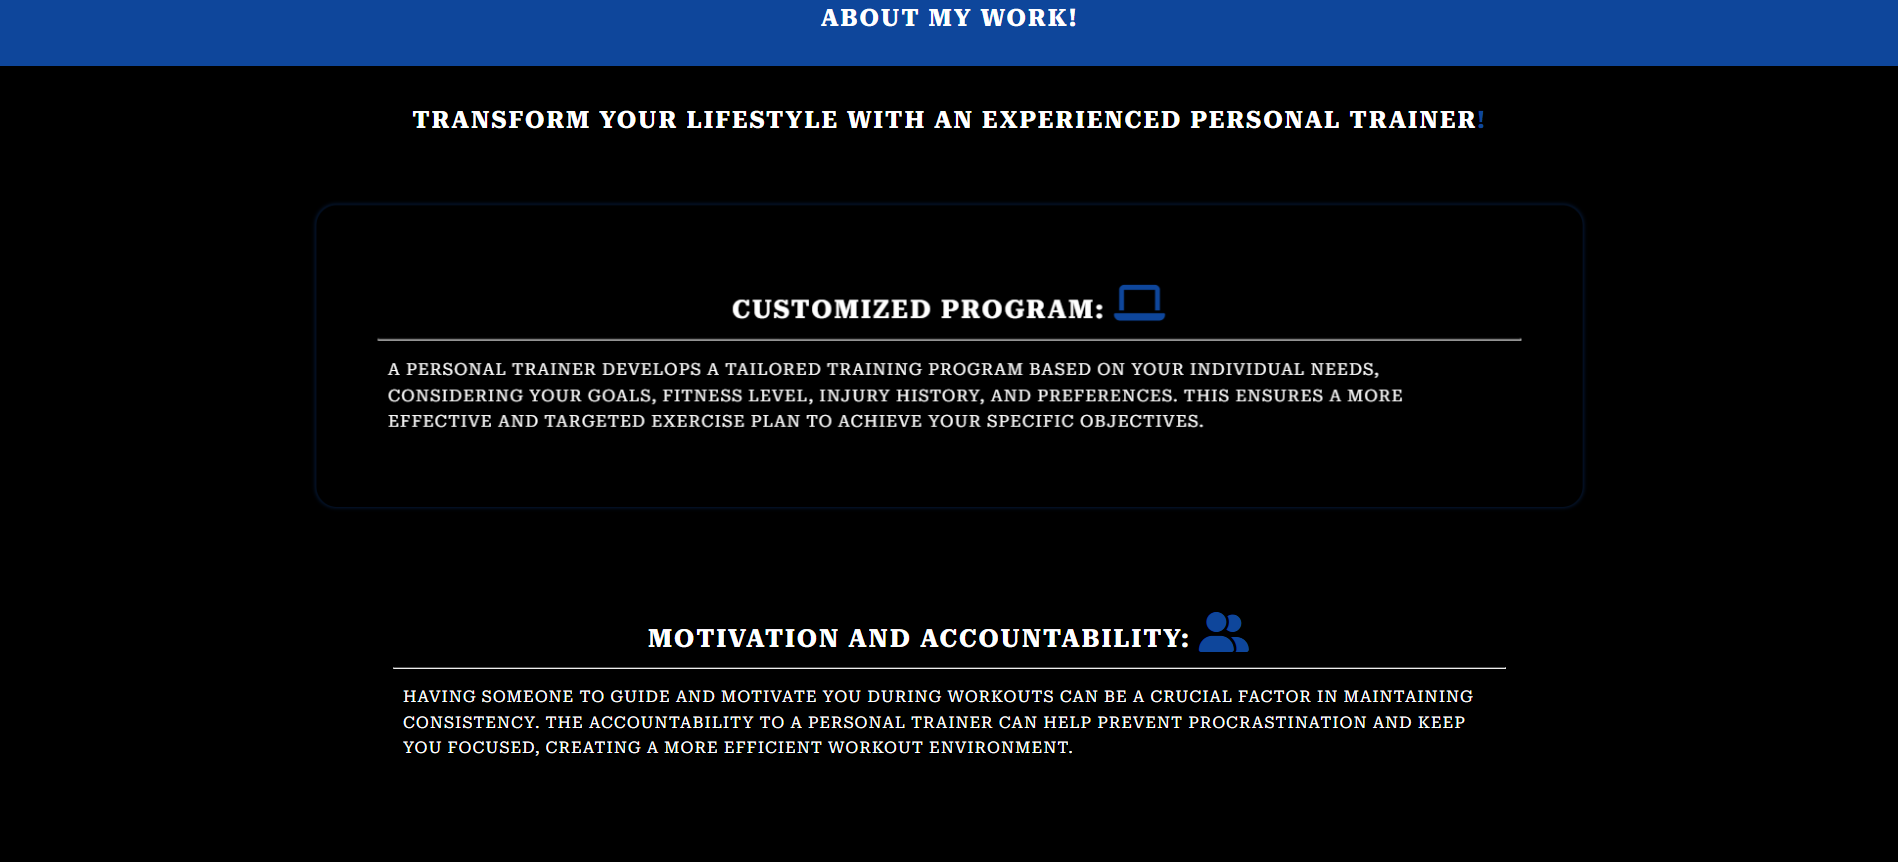 ABOUT MY WORK!
TRANSFORM YOUR LIFESTYLE WITH AN EXPERIENCED PERSONAL TRAINER!
CUSTOMIZED PROGRAM:
A PERSONAL TRAINER DEVELOPS A TAILORED TRAINING PROGRAM BASED ON YOUR INDIVIDUAL NEEDS,
CONSIDERING YOUR GOALS, FITNESS LEVEL, INJURY HISTORY, AND PREFERENCES. THIS ENSURES A MORE
EFFECTIVE AND TARGETED EXERCISE PLAN TO ACHIEVE YOUR SPECIFIC OBJECTIVES.
MOTIVATION AND ACCOUNTABILITY:
HAVING SOMEONE TO GUIDE AND MOTIVATE YOU DURING WORKOUTS CAN BE A CRUCIAL FACTOR IN MAINTAINING
CONSISTENCY. THE ACCOUNTABILITY TO A PERSONAL TRAINER CAN HELP PREVENT PROCRASTINATION AND KEEP
YOU FOCUSED, CREATING A MORE EFFICIENT WORKOUT ENVIRONMENT.